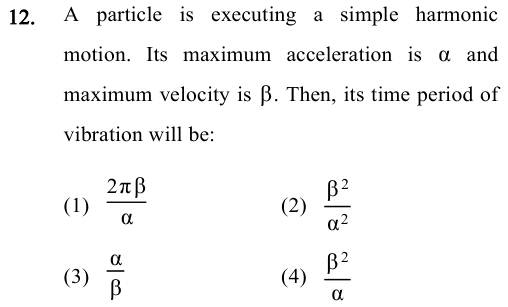 12. A particle is executing a simple harmonic
motion. Its maximum acceleration is α and
maximum velocity is β. Then, its time period of
vibration will be:
(1) 2πβ/α (2) β²/α²
(3) α/β (4) β²/α